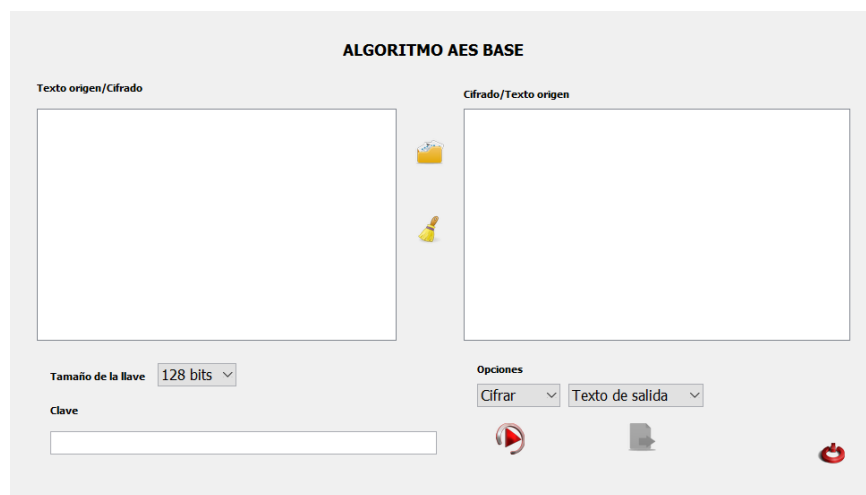 ALGORITMO AES BASE
Texto origen/Cifrado
Cifrado/Texto origen
Tamaño de la llave 128 bits
Opciones
Cifrar Texto de salida
Clave